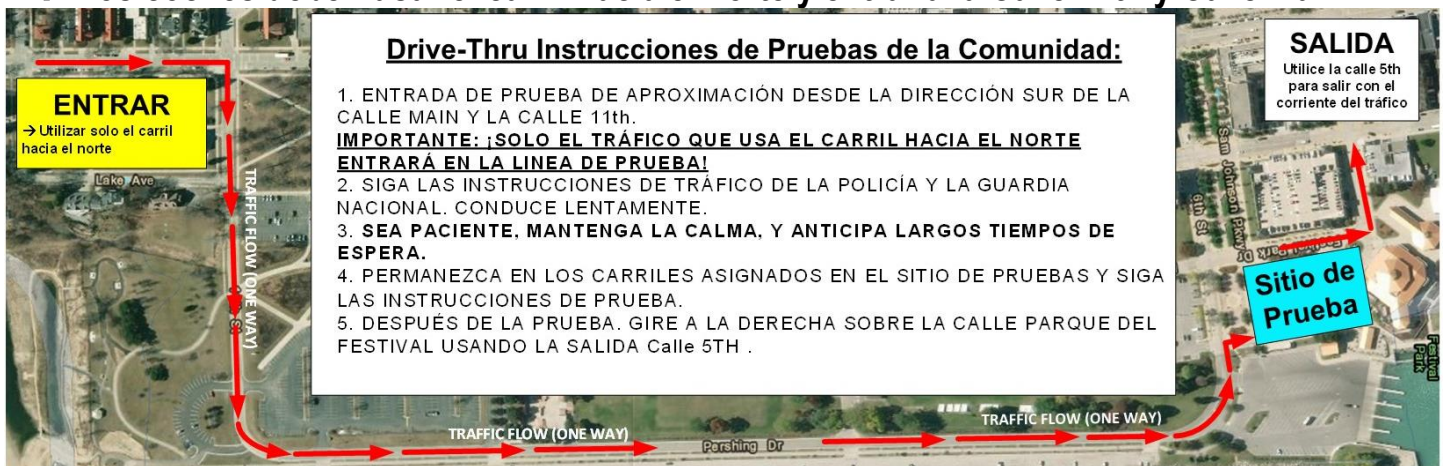 Drive-Thru Instrucciones de Pruebas de la Comunidad:
1. ENTRADA DE PRUEBA DE APROXIMACIÓN DESDE LA DIRECCIÓN SUR DE LA
CALLE MAIN Y LA CALLE 11th.
IMPORTANTE: ¡SOLO EL TRÁFICO QUE USA EL CARRIL HACIA EL NORTE
ENTRARÁ EN LA LINEA DE PRUEBA!
2. SIGA LAS INSTRUCCIONES DE TRÁFICO DE LA POLICÍA Y LA GUARDIA
NACIONAL. CONDUCE LENTAMENTE.
3. SEA PACIENTE, MANTENGA LA CALMA, Y ANTICIPA LARGOS TIEMPOS DE
ESPERA.
4. PERMANEZCA EN LOS CARRILES ASIGNADOS EN EL SITIO DE PRUEBAS Y SIGA
LAS INSTRUCCIONES DE PRUEBA.
5. DESPUÉS DE LA PRUEBA. GIRE A LA DERECHA SOBRE LA CALLE PARQUE DEL
FESTIVAL USANDO LA SALIDA Calle 5TH .
ENTRAR
→ Utilizar solo el carril
hacia el norte
Lake Ave
TRAFFIC FLOW (ONE WAY)
TRAFFIC FLOW (ONE WAY)
Pershing Dr
TRAFFIC FLOW (ONE WAY)
SALIDA
Utilice la calle 5th
para salir con el
corriente del tráfico
Sam Johnson Pkwy
6th St
Festival Park Dr
Sitio de
Prueba
Festival
Park